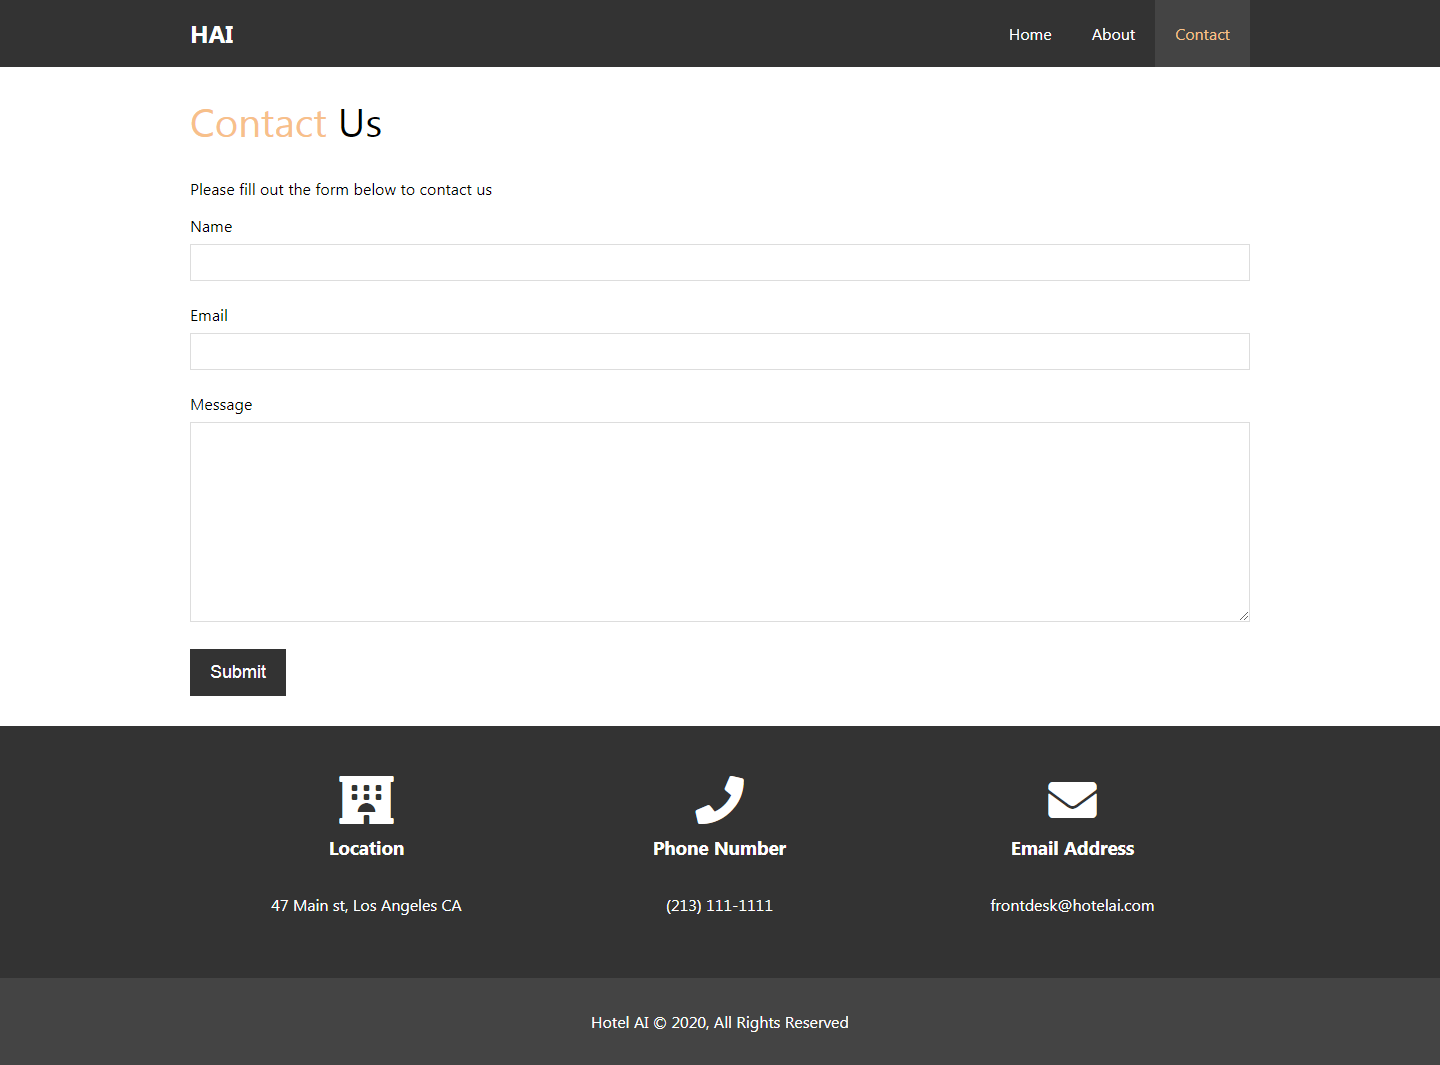 HAI
Home About Contact
Contact Us
Please fill out the form below to contact us
Name
Email
Message
Submit
Location
47 Main st, Los Angeles CA
Phone Number
(213) 111-1111
Email Address
frontdesk@hotelai.com
Hotel AI © 2020, All Rights Reserved